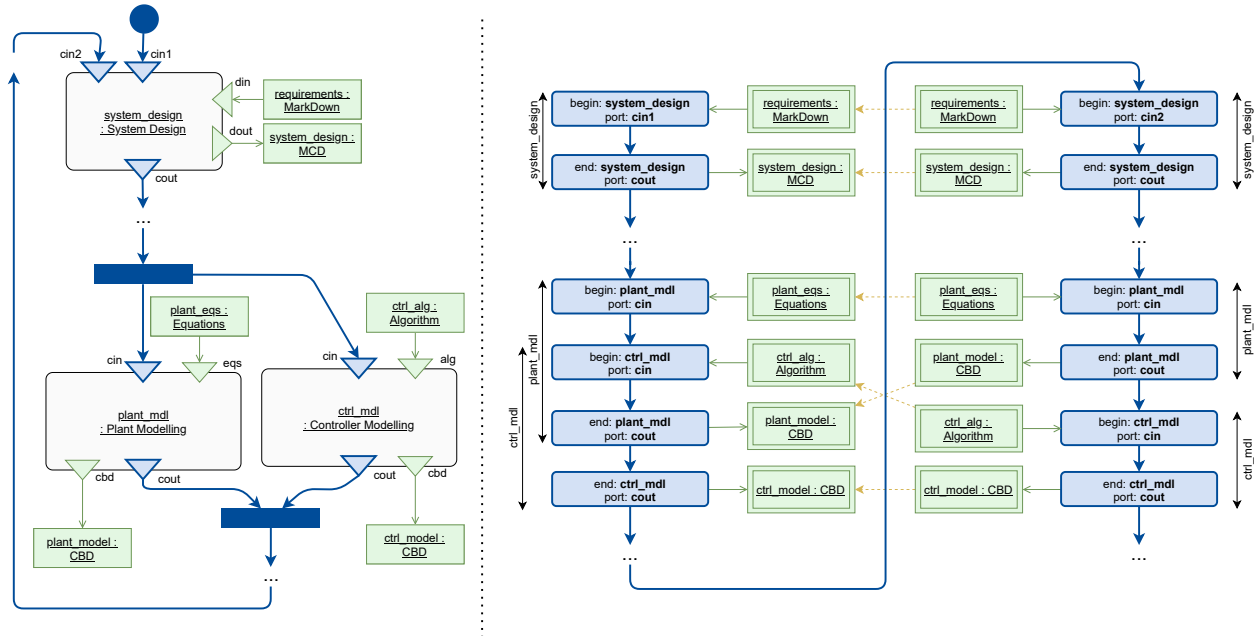 cin2
cin1
system_design
: System Design
din
dout
cout
requirements :
MarkDown
system_design :
MCD
...
plant_eqs :
Equations
ctrl_alg :
Algorithm
cin
eqs
cin
alg
plant_mdl
: Plant Modelling
ctrl_mdl
: Controller Modelling
cbd
cout
cout
cbd
plant_model :
CBD
ctrl_model :
CBD
...
system_design
begin: system_design
port: cin1
requirements :
MarkDown
end: system_design
port: cout
system_design :
MCD
...
plant_mdl
ctrl_mdl
begin: plant_mdl
port: cin
plant_eqs :
Equations
begin: ctrl_mdl
port: cin
ctrl_alg :
Algorithm
end: plant_mdl
port: cout
plant_model :
CBD
end: ctrl_mdl
port: cout
ctrl_model : CBD
...
requirements :
MarkDown
begin: system_design
port: cin2
system_design :
MCD
end: system_design
port: cout
system_design
...
plant_eqs :
Equations
begin: plant_mdl
port: cin
plant_model :
CBD
end: plant_mdl
port: cout
plant_mdl
ctrl_alg :
Algorithm
begin: ctrl_mdl
port: cin
ctrl_model : CBD
end: ctrl_mdl
port: cout
ctrl_mdl
...